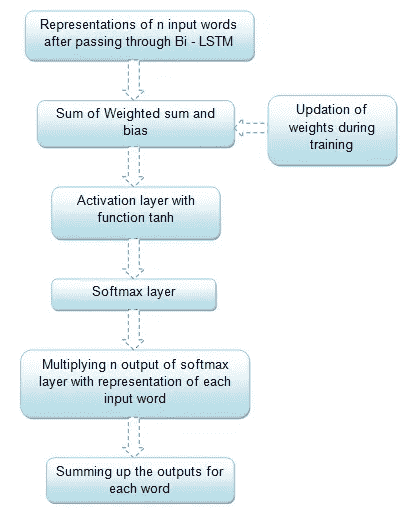 Representations of n input words
after passing through Bi - LSTM
Sum of Weighted sum and
bias
Updation of
weights during
training
Activation layer with
function tanh
Softmax layer
Multiplying n output of softmax
layer with representation of each
input word
Summing up the outputs for
each word